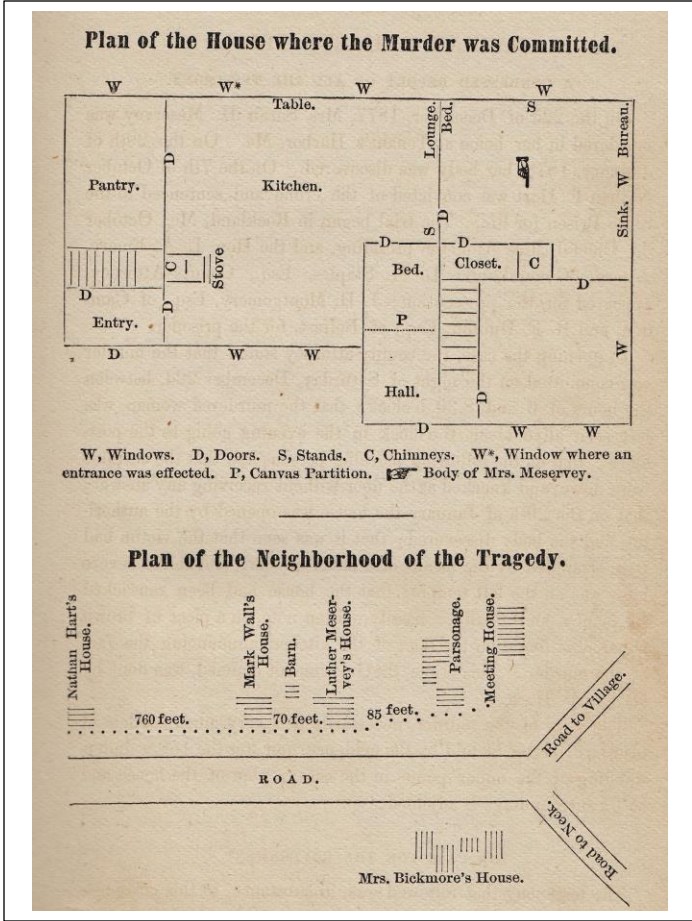 Plan of the House where the Murder was Committed.
W W* W W
Table. S
Lounge. Bed. Bureau.
D
Pantry. Kitchen. W
Sink.
S D
D D
C Stove Bed. Closet. C
D D
D P
Entry. W
D W W Hall. D
D W W
W, Windows. D, Doors. S, Stands. C, Chimneys. W*, Window where an
entrance was effected. P, Canvas Partition. ☛ Body of Mrs. Meservey.
Plan of the Neighborhood of the Tragedy.
Nathan Hart's
House.
Mark Wall's
House.
Barn.
Luther Meser-
vey's House.
Parsonage.
Meeting House.
760 feet. 70 feet. 85 feet.
Road to Village.
ROAD.
Road to Neck.
Mrs. Bickmore's House.